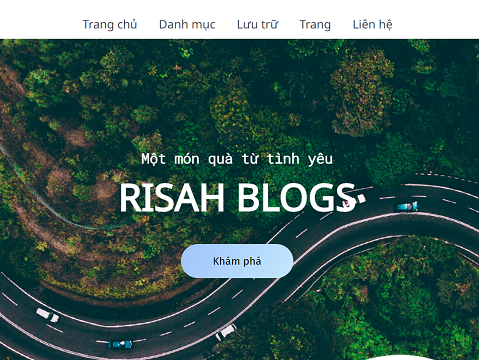 Trang chủ Danh mục Lưu trữ Trang Liên hệ
Một món quà từ tình yêu
RISAH BLOGS
Khám phá